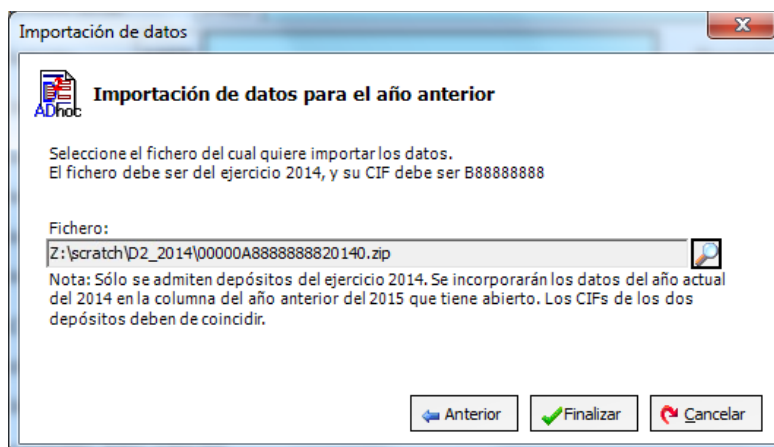 Importación de datos
X
ADhoc
Importación de datos para el año anterior
Seleccione el fichero del cual quiere importar los datos.
El fichero debe ser del ejercicio 2014, y su CIF debe ser B88888888
Fichero:
Z:\scratch\D2_2014\00000A8888888820140.zip
Nota: Sólo se admiten depósitos del ejercicio 2014. Se incorporarán los datos del año actual
del 2014 en la columna del año anterior del 2015 que tiene abierto. Los CIFs de los dos
depósitos deben de coincidir.
Anterior
Finalizar
Cancelar